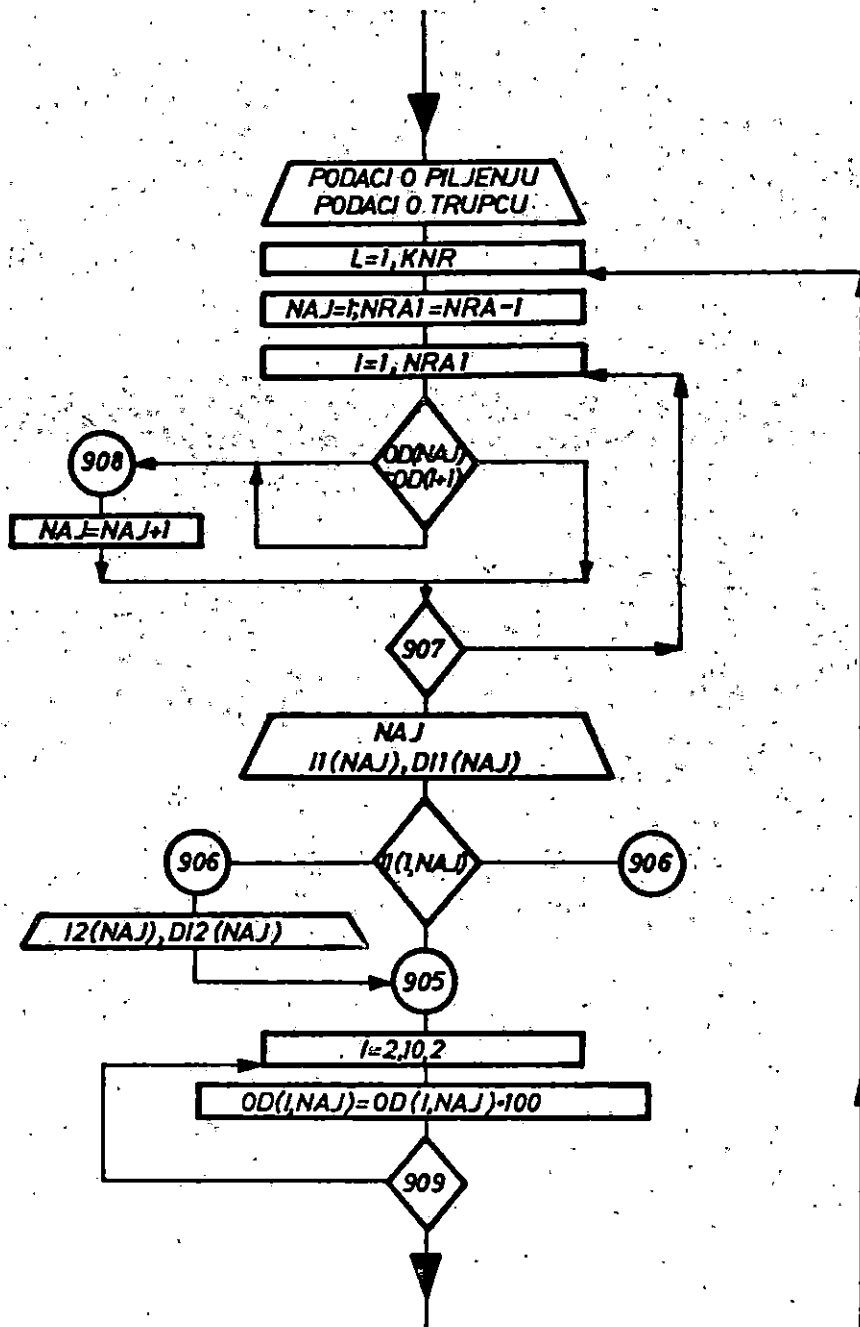 PODACI O PILJENJU
PODACI O TRUPCU
L=1, KNR
NAJ=1; NRA1=NRA-1
I=1, NRA1
OD(NAJ)
OD(I+1)
908
NAJ=NAJ+1
907
NAJ
I1(NAJ), DI1(NAJ)
906
(1,NAJ)
906
I2(NAJ), DI2(NAJ)
905
I=2,10,2
OD(I,NAJ)=OD(I,NAJ)·100
909